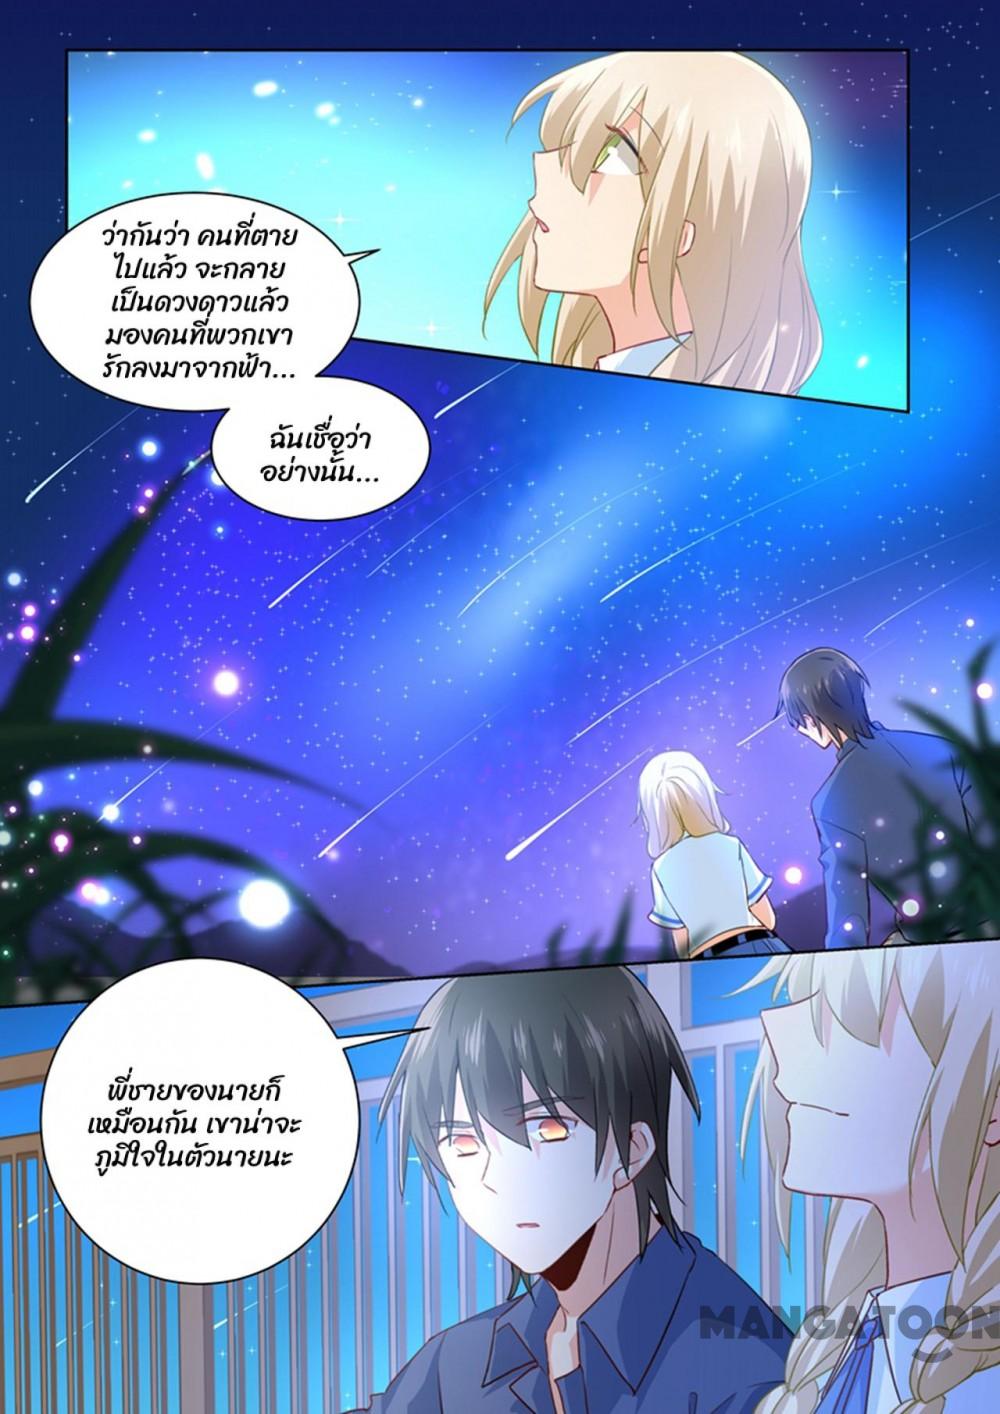 ว่ากันว่า คนที่ตาย
ไปแล้ว จะกลาย
เป็นดวงดาวแล้ว
มองคนที่พวกเขา
รักลงมาจากฟ้า...
ฉันเชื่อว่า
อย่างนั้น...
พี่ชายของนายก็
เหมือนกัน เขาน่าจะ
ภูมิใจในตัวนายนะ
MANGATOON